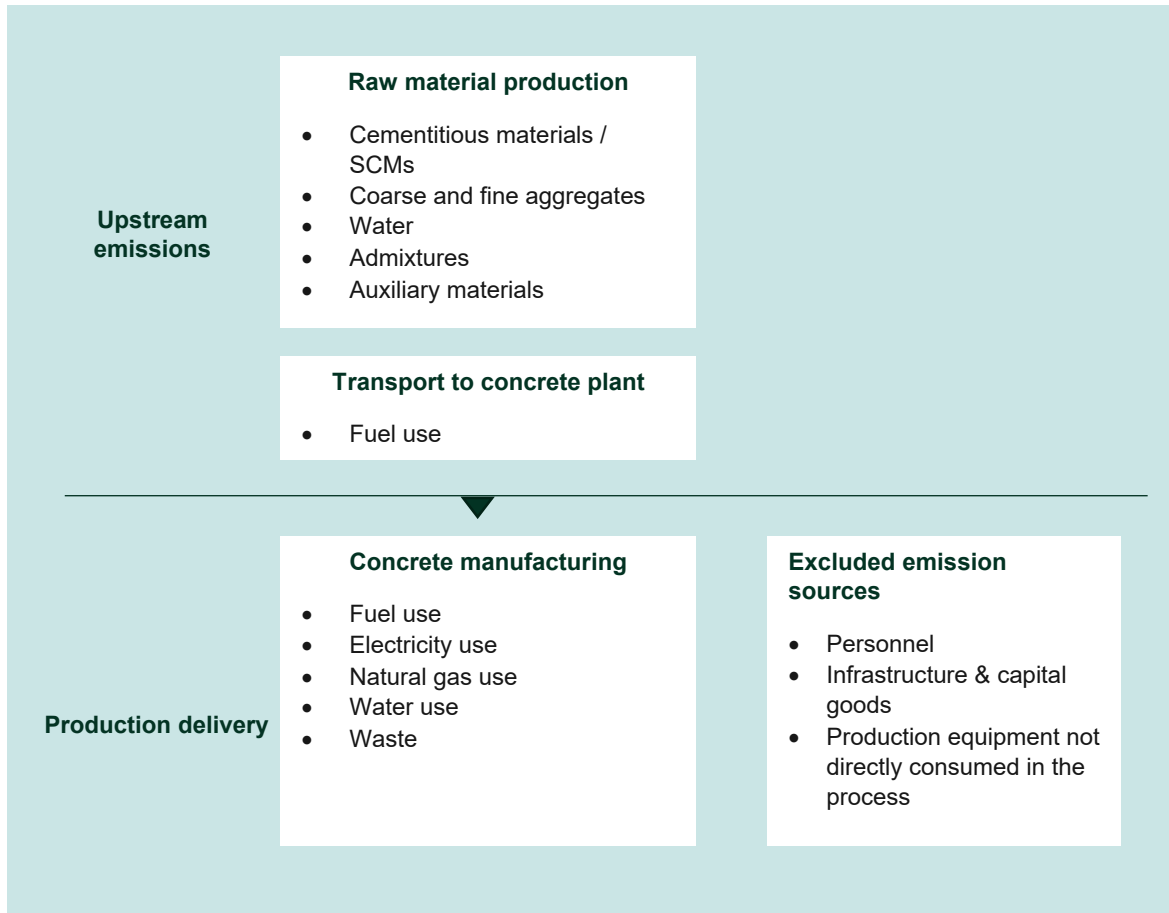 Raw material production
• Cementitious materials /
SCMs
• Coarse and fine aggregates
• Water
• Admixtures
• Auxiliary materials
Upstream
emissions
Transport to concrete plant
• Fuel use
Concrete manufacturing
• Fuel use
• Electricity use
• Natural gas use
• Water use
• Waste
Production delivery
Excluded emission
sources
• Personnel
• Infrastructure & capital
goods
• Production equipment not
directly consumed in the
process